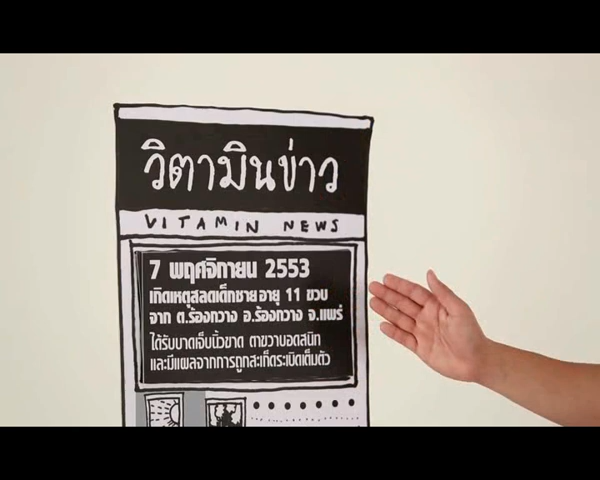 วิตามินข่าว
VITAMIN NEWS
7 พฤศจิกายน 2553
เกิดเหตุสลดเด็กชายอายุ 11 ขวบ
จาก ต.ร้องกวาง อ.ร้องกวาง จ.แพร่
ได้รับบาดเจ็บนิ้วขาด ตาขวาบอดสนิท
และมีแผลจากการถูกสะเก็ดระเบิดเต็มตัว